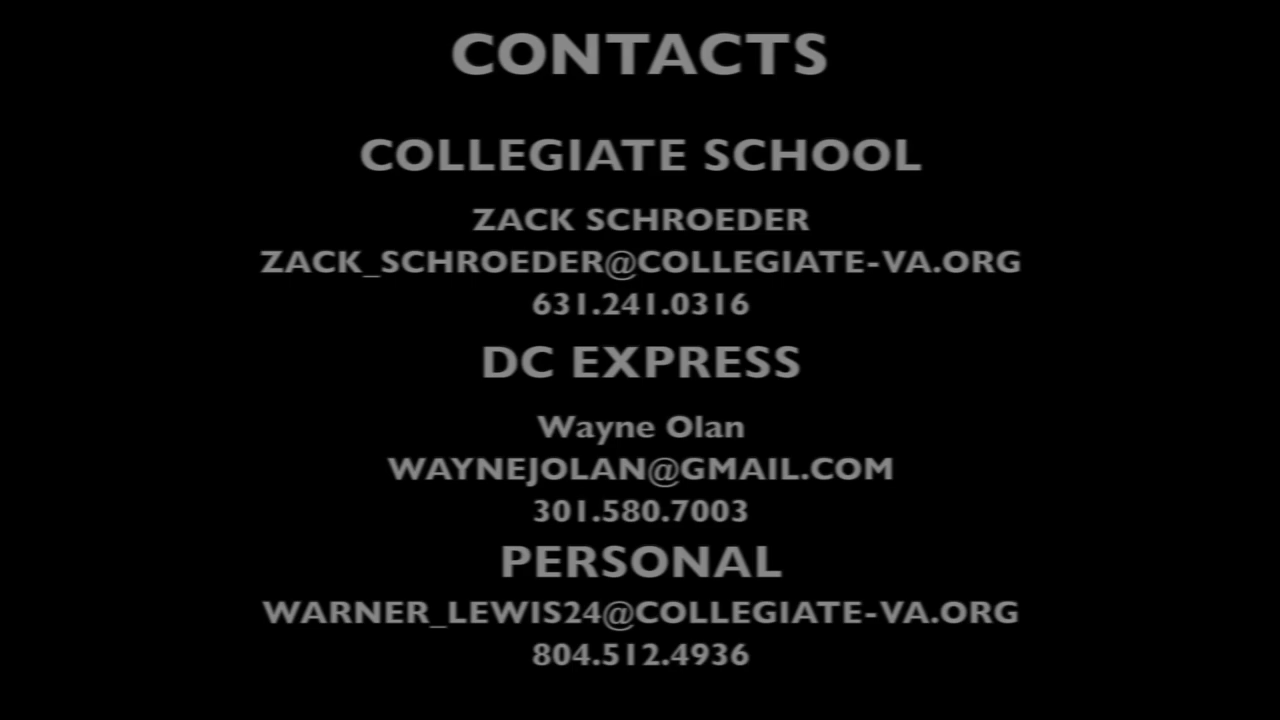 CONTACTS
COLLEGIATE SCHOOL
ZACK SCHROEDER
ZACK_SCHROEDER@COLLEGIATE-VA.ORG
631.241.0316
DC EXPRESS
Wayne Olan
WAYNEJOLAN@GMAIL.COM
301.580.7003
PERSONAL
WARNER_LEWIS24@COLLEGIATE-VA.ORG
804.512.4936